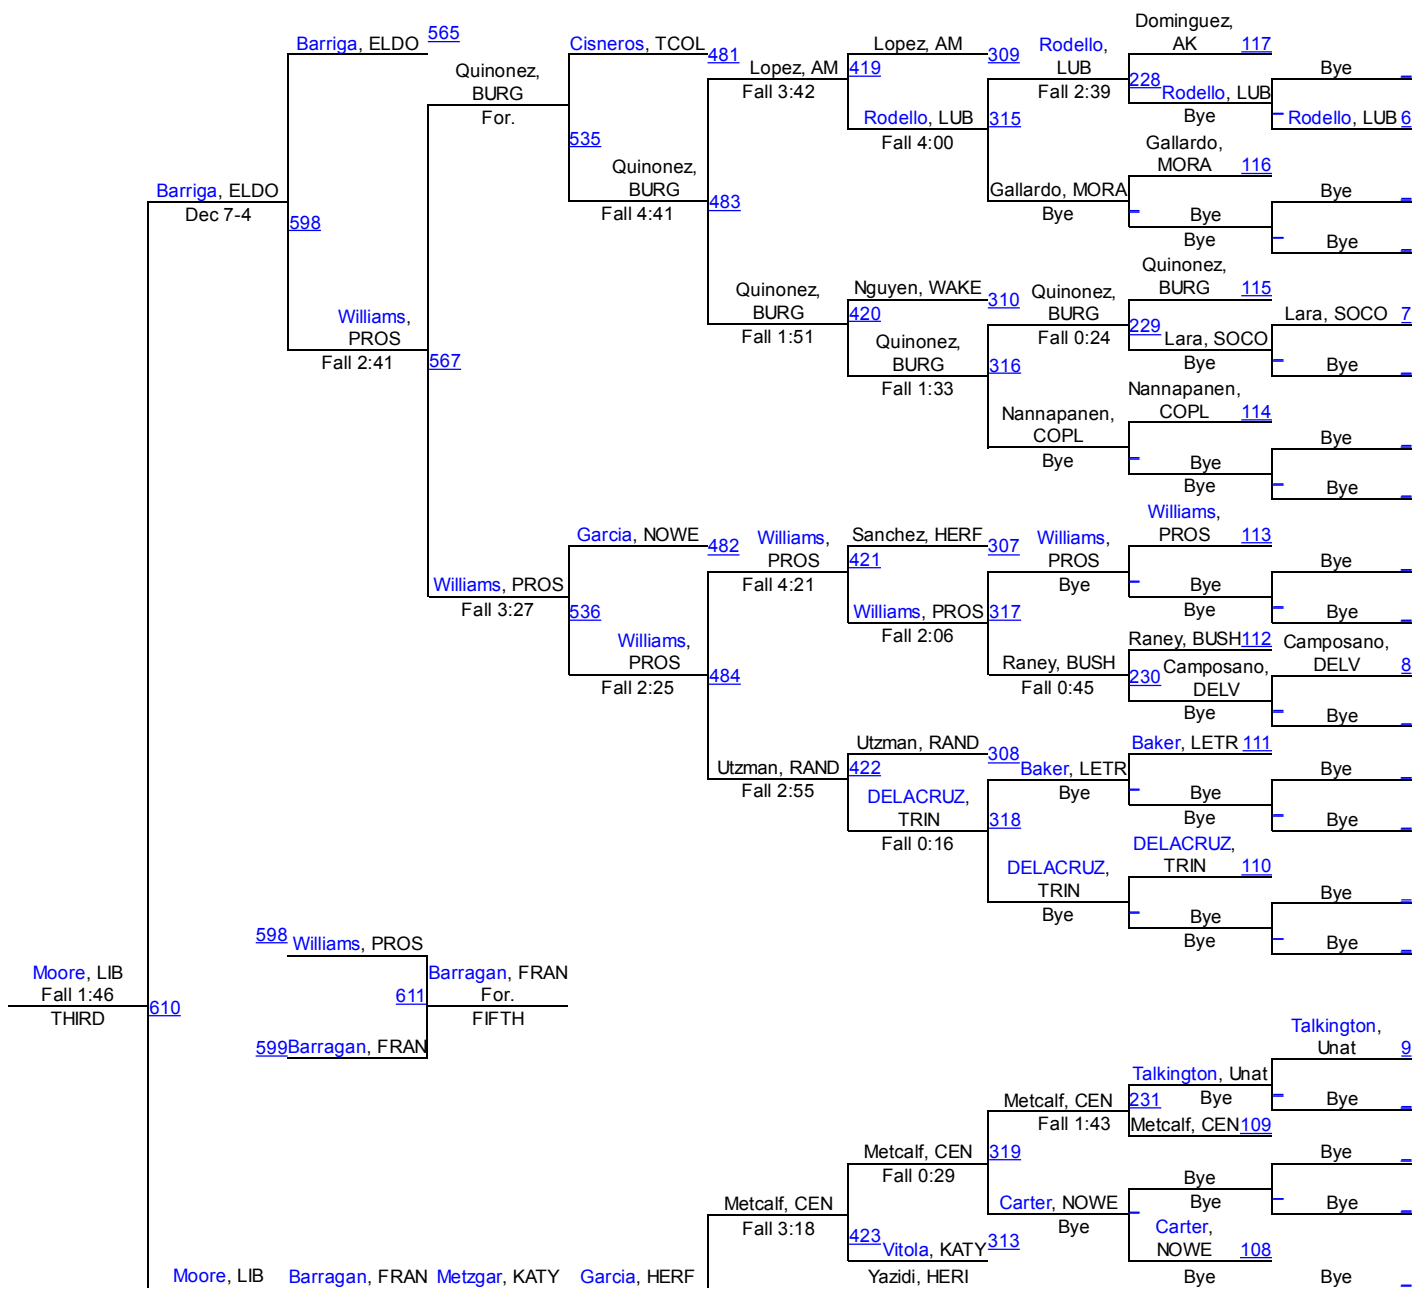 Dominguez,
AK 117
Barriga, ELDO 565
Cisneros, TCOL 481
Lopez, AM 309
Rodello,
LUB
Quinonez,
BURG
For.
Lopez, AM 419
Fall 3:42
Fall 2:39
228
Rodello, LUB
Bye
Bye _
_ Rodello, LUB 6
535
Rodello, LUB 315
Fall 4:00
Gallardo,
MORA 116
Quinonez,
BURG
Fall 4:41
483
Gallardo, MORA
Bye
_ Bye
Bye
Bye _
_ Bye _
Barriga, ELDO
Dec 7-4
598
Quinonez,
BURG
Fall 1:51
Nguyen, WAKE 310
420
Quinonez,
BURG
Fall 0:24
Quinonez,
BURG 115
229
Lara, SOCO
Bye
Lara, SOCO 7
_ Bye _
Williams,
PROS
Fall 2:41
567
Quinonez,
BURG
Fall 1:33
316
Nannapanen,
COPL
Bye
Nannapanen,
COPL 114
_ Bye
Bye
Bye _
_ Bye _
Garcia, NOWE 482
Williams,
PROS
Fall 4:21
Sanchez, HERF 307
421
Williams,
PROS
Bye
Williams,
PROS 113
_ Bye
Bye
Bye _
_ Bye _
Williams, PROS
Fall 3:27
536
Williams, PROS 317
Fall 2:06
Williams,
PROS
Fall 2:25
484
Raney, BUSH
Fall 0:45
Raney, BUSH 112
230
Camposano,
DELV
Bye
Camposano,
DELV 8
_ Bye _
Utzman, RAND
Fall 2:55
Utzman, RAND 308
422
DELACRUZ,
TRIN
Fall 0:16
318
Baker, LETR
Bye
Baker, LETR 111
_ Bye
Bye
Bye _
_ Bye _
DELACRUZ,
TRIN
Bye
DELACRUZ,
TRIN 110
_ Bye
Bye
Bye _
_ Bye _
598 Williams, PROS
Moore, LIB
Fall 1:46
THIRD
610
611
Barragan, FRAN
For.
FIFTH
599 Barragan, FRAN
Talkington,
Unat 9
Talkington, Unat
Bye
_ Bye _
Metcalf, CEN
Fall 1:43
231
Metcalf, CEN 109
Metcalf, CEN
Fall 0:29
319
Bye
Bye
Bye _
_ Bye _
Metcalf, CEN
Fall 3:18
Carter, NOWE
Bye
_ Carter,
NOWE 108
423
Vitola, KATY 313
Moore, LIB Barragan, FRAN Metzgar, KATY Garcia, HERF Yazidi, HERI Bye Bye _